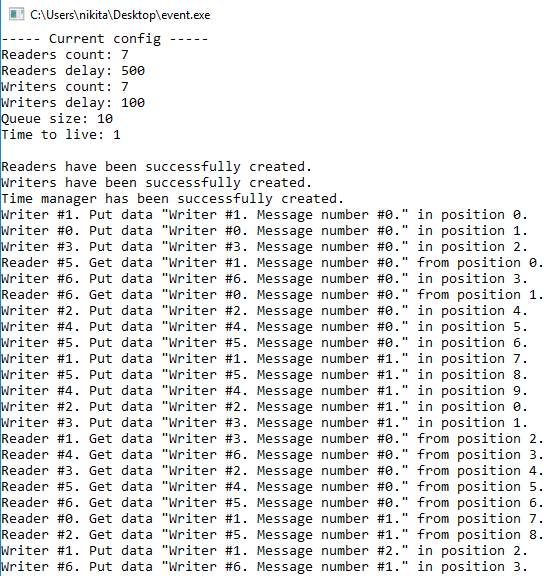 C:\Users\nikita\Desktop\event.exe
----- Current config -----
Readers count: 7
Readers delay: 500
Writers count: 7
Writers delay: 100
Queue size: 10
Time to live: 1
Readers have been successfully created.
Writers have been successfully created.
Time manager has been successfully created.
Writer #1. Put data "Writer #1. Message number #0." in position 0.
Writer #0. Put data "Writer #0. Message number #0." in position 1.
Writer #3. Put data "Writer #3. Message number #0." in position 2.
Reader #5. Get data "Writer #1. Message number #0." from position 0.
Writer #6. Put data "Writer #6. Message number #0." in position 3.
Reader #6. Get data "Writer #0. Message number #0." from position 1.
Writer #2. Put data "Writer #2. Message number #0." in position 4.
Writer #4. Put data "Writer #4. Message number #0." in position 5.
Writer #5. Put data "Writer #5. Message number #0." in position 6.
Writer #1. Put data "Writer #1. Message number #1." in position 7.
Writer #5. Put data "Writer #5. Message number #1." in position 8.
Writer #4. Put data "Writer #4. Message number #1." in position 9.
Writer #2. Put data "Writer #2. Message number #1." in position 0.
Writer #3. Put data "Writer #3. Message number #1." in position 1.
Reader #1. Get data "Writer #3. Message number #0." from position 2.
Reader #4. Get data "Writer #6. Message number #0." from position 3.
Reader #3. Get data "Writer #2. Message number #0." from position 4.
Reader #5. Get data "Writer #4. Message number #0." from position 5.
Reader #6. Get data "Writer #5. Message number #0." from position 6.
Reader #0. Get data "Writer #1. Message number #1." from position 7.
Reader #2. Get data "Writer #5. Message number #1." from position 8.
Writer #1. Put data "Writer #1. Message number #2." in position 2.
Writer #6. Put data "Writer #6. Message number #1." in position 3.